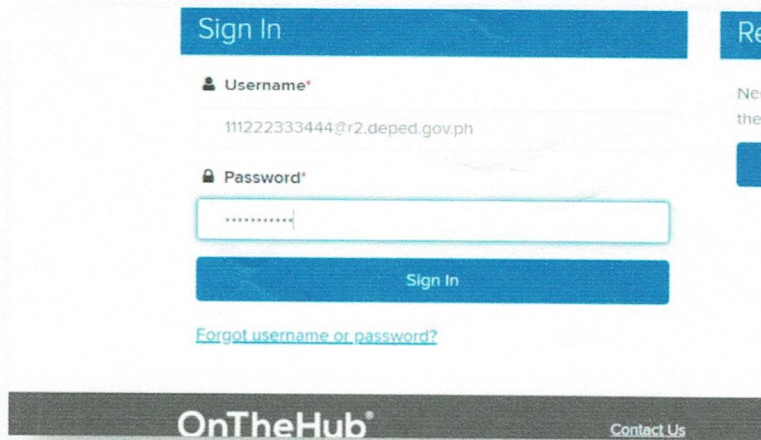 Sign In
Username*
111222333444@r2.deped.gov.ph
Password*
•••••••••••
Sign In
Forgot username or password?
OnTheHub®
Contact Us